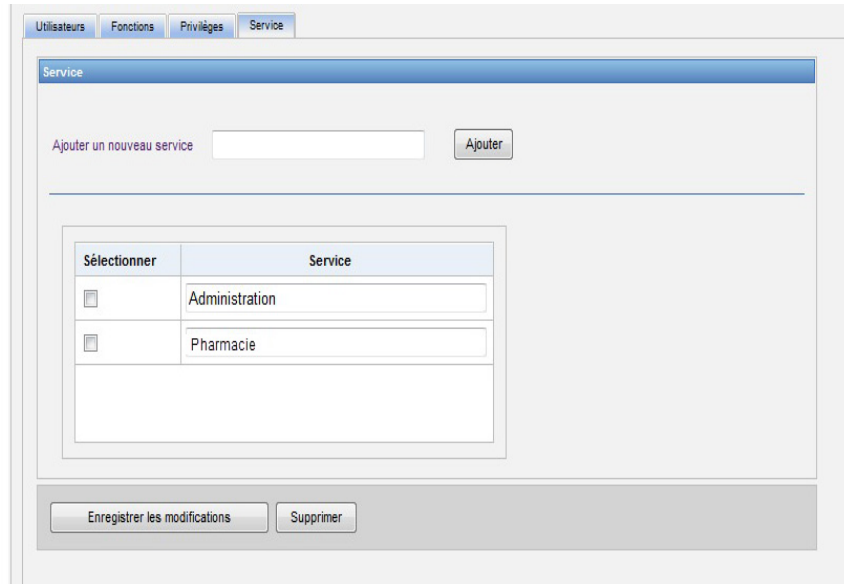 Utilisateurs Fonctions Privilèges Service
Service
Ajouter un nouveau service Ajouter
Sélectionner Service
Administration
Pharmacie
Enregistrer les modifications Supprimer